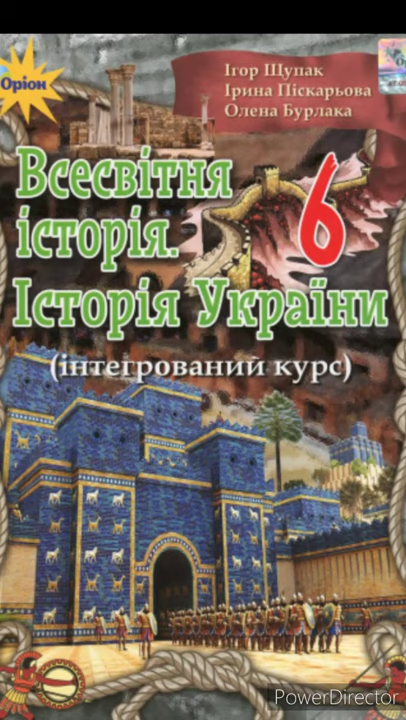 Оріон
Ігор Щупак
Ірина Піскарьова
Олена Бурлака
Всесвітня
історія.
6
Історія України
(інтегрований курс)
PowerDirector